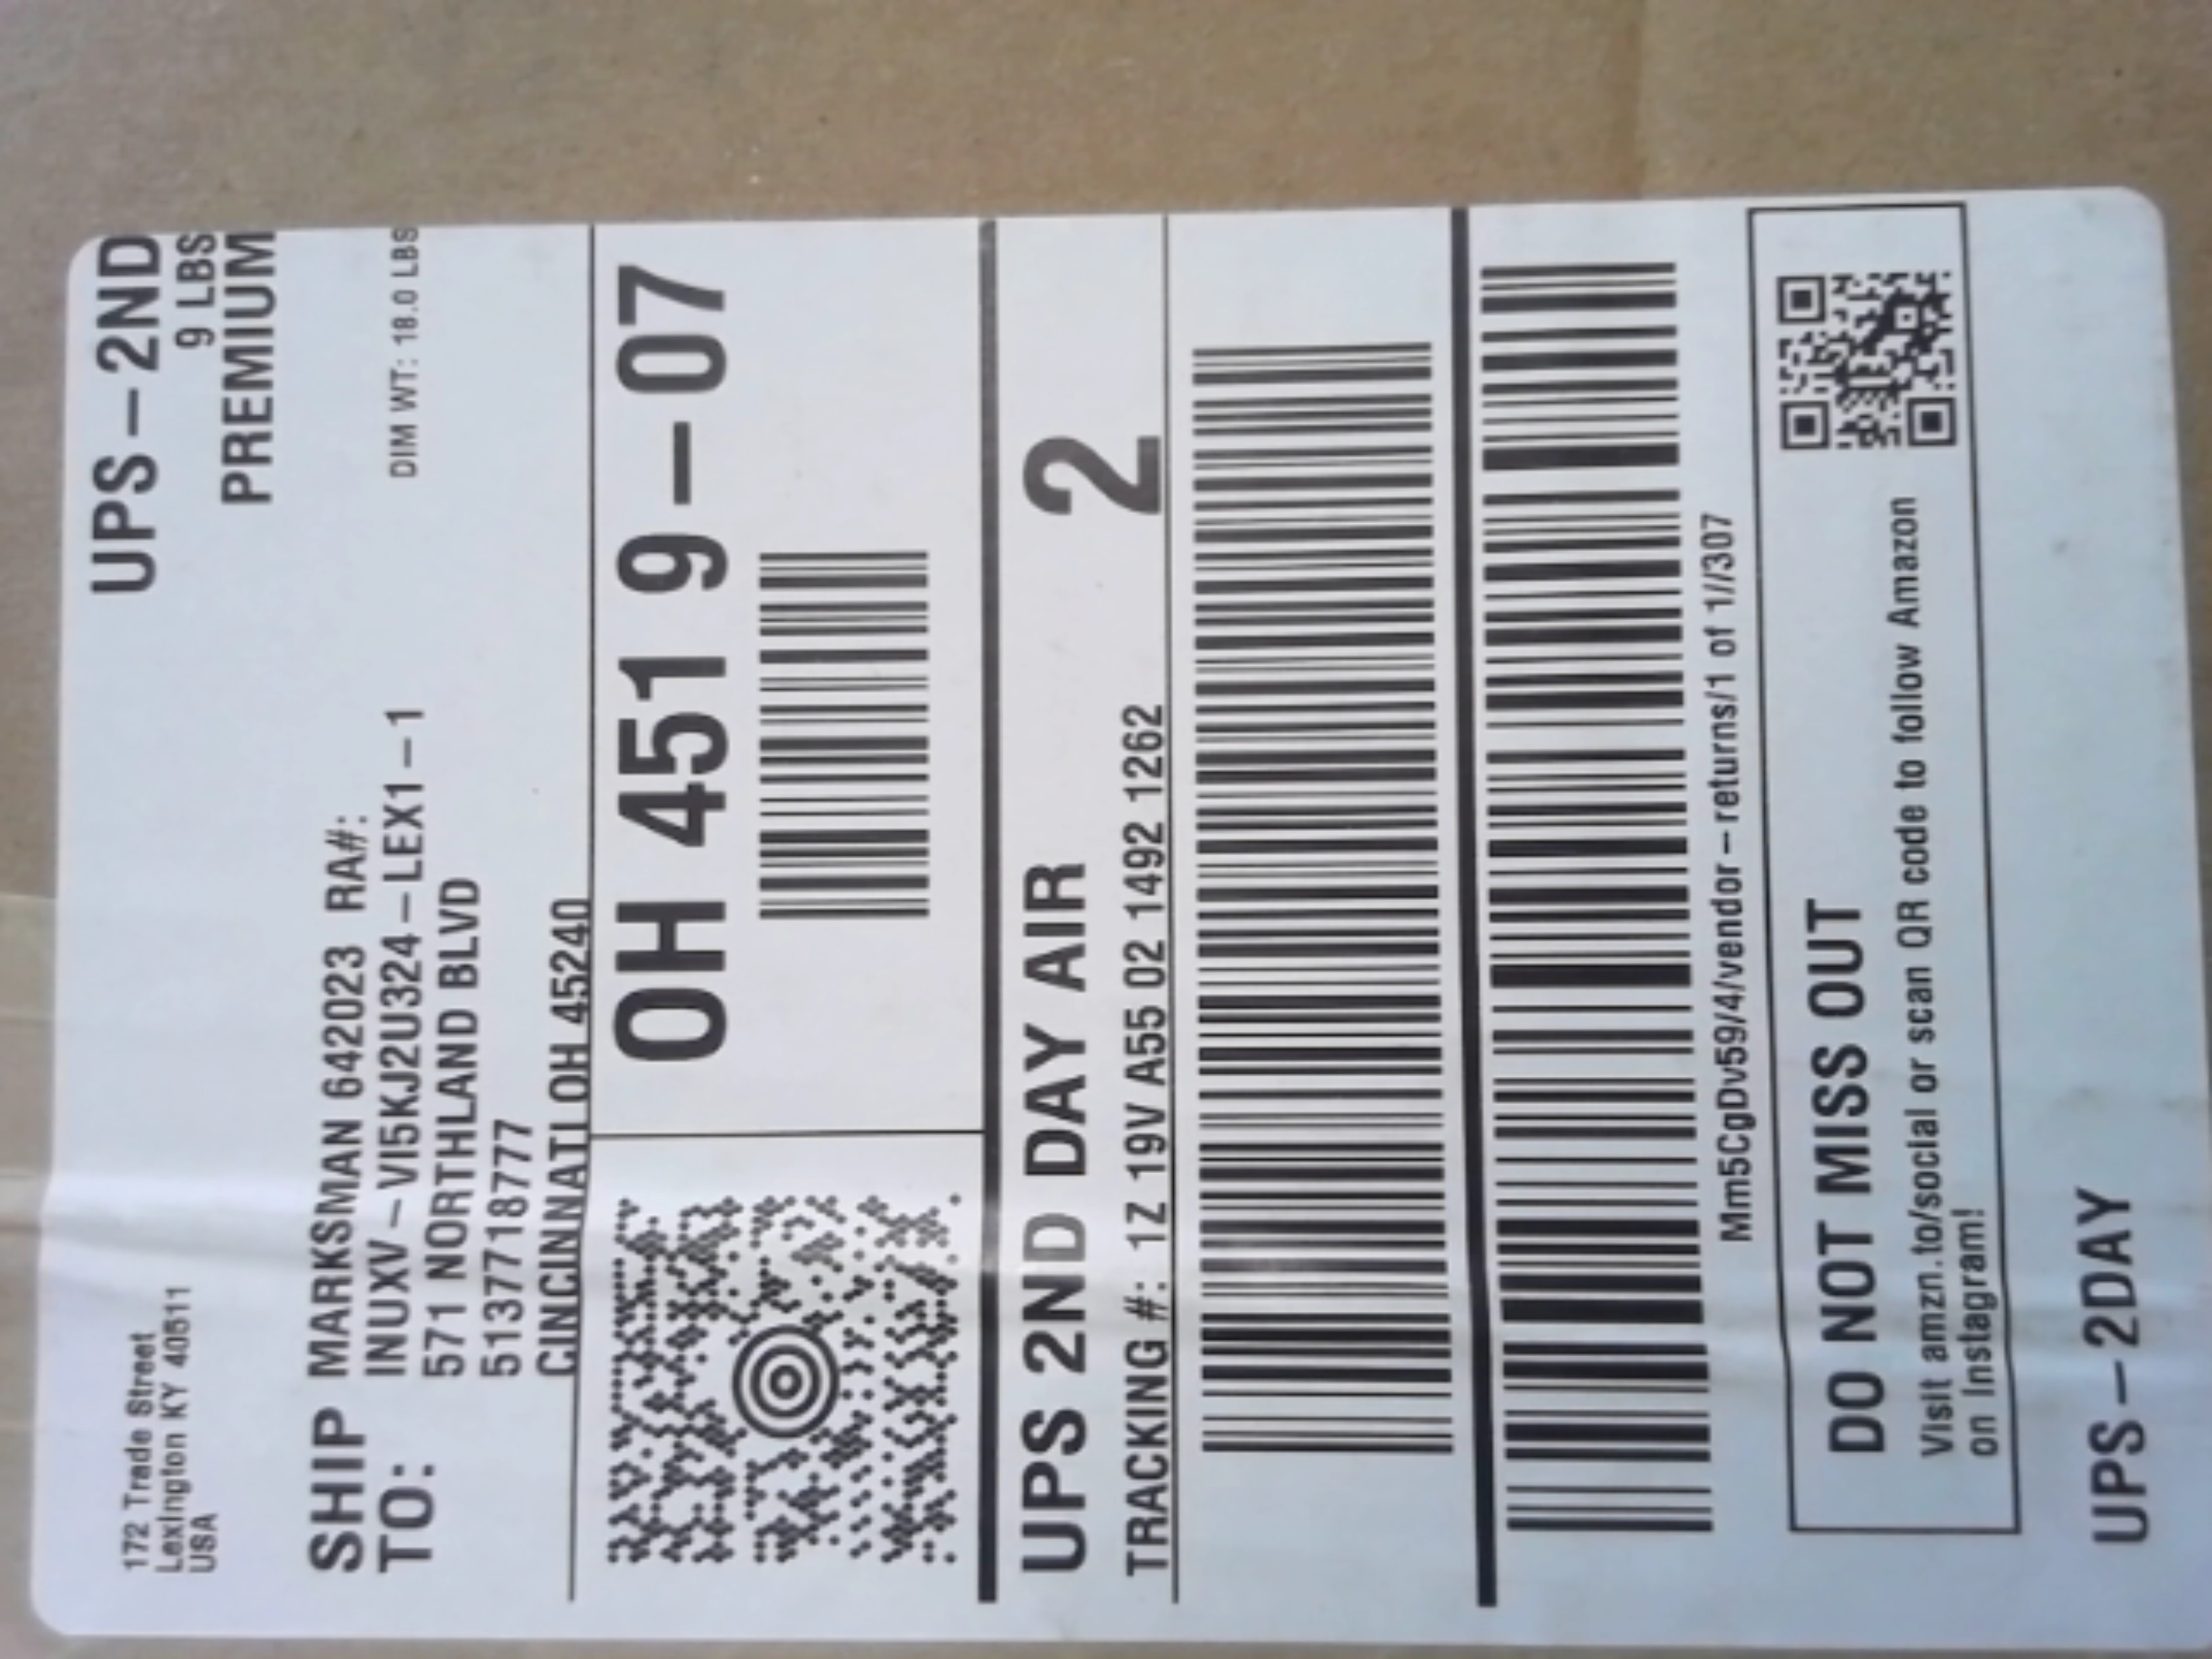 172 Trade Street
Lexington KY 40511
USA
UPS-2ND
9 LBS
PREMIUM
DIM WT: 18.0 LBS
SHIP TO:
MARKSMAN 642023 RA#:
INUXV-VI5KJ2U324-LEX1-1
571 NORTHLAND BLVD
5137718777
CINCINNATI OH 45240
OH 451 9-07
UPS 2ND DAY AIR
2
TRACKING #: 1Z 19V A55 02 1492 1262
Mm5CgDv59/4/vendor-returns/1 of 1//307
DO NOT MISS OUT
Visit amzn.to/social or scan QR code to follow Amazon
on Instagram!
UPS-2DAY